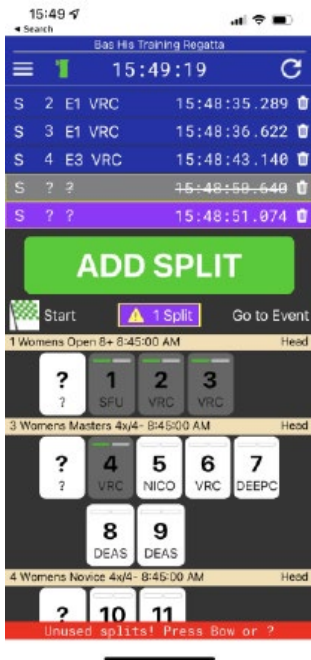 15:49
◄ Search
Bas His Training Regatta
1 15:49:19
S 2 E1 VRC 15:48:35.289
S 3 E1 VRC 15:48:36.622
S 4 E3 VRC 15:48:43.140
S ? ? 15:48:50.640
S ? ? 15:48:51.074
ADD SPLIT
Start 1 Split Go to Event
1 Womens Open 8+ 8:45:00 AM Head
? 1 2 3
? SFU VRC VRC
3 Womens Masters 4x/4- 8:45:00 AM Head
? 4 5 6 7
? VRC NICO VRC DEEPC
8 9
DEAS DEAS
4 Womens Novice 4x/4- 8:45:00 AM Head
? 10 11
Unused splits! Press Bow or ?